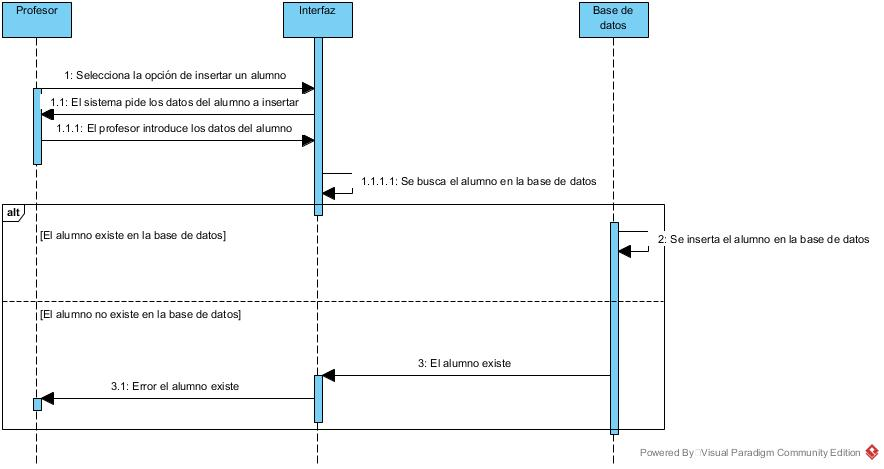 Profesor
Interfaz
Base de
datos
1: Selecciona la opción de insertar un alumno
1.1: El sistema pide los datos del alumno a insertar
1.1.1: El profesor introduce los datos del alumno
1.1.1.1: Se busca el alumno en la base de datos
alt
[El alumno existe en la base de datos]
2: Se inserta el alumno en la base de datos
[El alumno no existe en la base de datos]
3: El alumno existe
3.1: Error el alumno existe
Powered By Visual Paradigm Community Edition